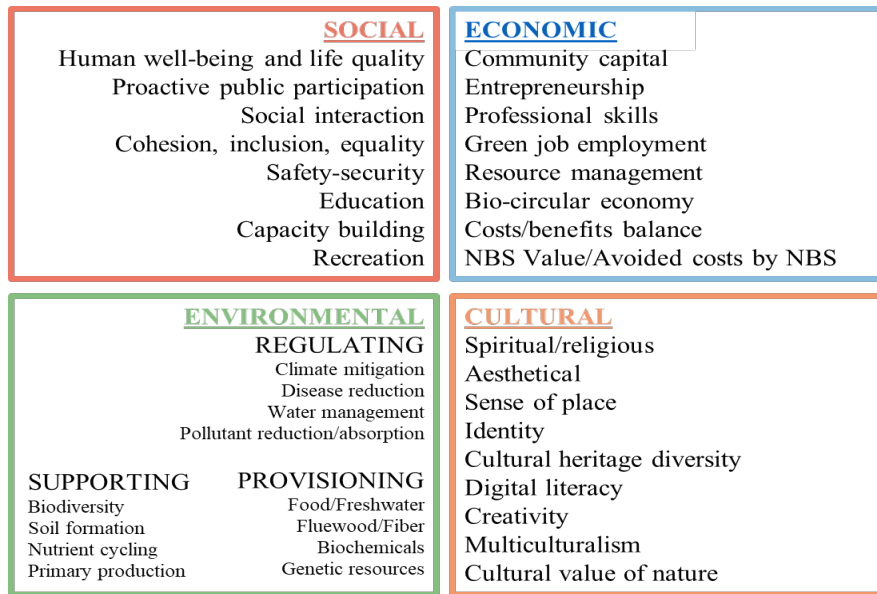 SOCIAL
Human well-being and life quality
Proactive public participation
Social interaction
Cohesion, inclusion, equality
Safety-security
Education
Capacity building
Recreation
ECONOMIC
Community capital
Entrepreneurship
Professional skills
Green job employment
Resource management
Bio-circular economy
Costs/benefits balance
NBS Value/Avoided costs by NBS
ENVIRONMENTAL
REGULATING
Climate mitigation
Disease reduction
Water management
Pollutant reduction/absorption
SUPPORTING
Biodiversity
Soil formation
Nutrient cycling
Primary production
PROVISIONING
Food/Freshwater
Fluewood/Fiber
Biochemicals
Genetic resources
CULTURAL
Spiritual/religious
Aesthetical
Sense of place
Identity
Cultural heritage diversity
Digital literacy
Creativity
Multiculturalism
Cultural value of nature